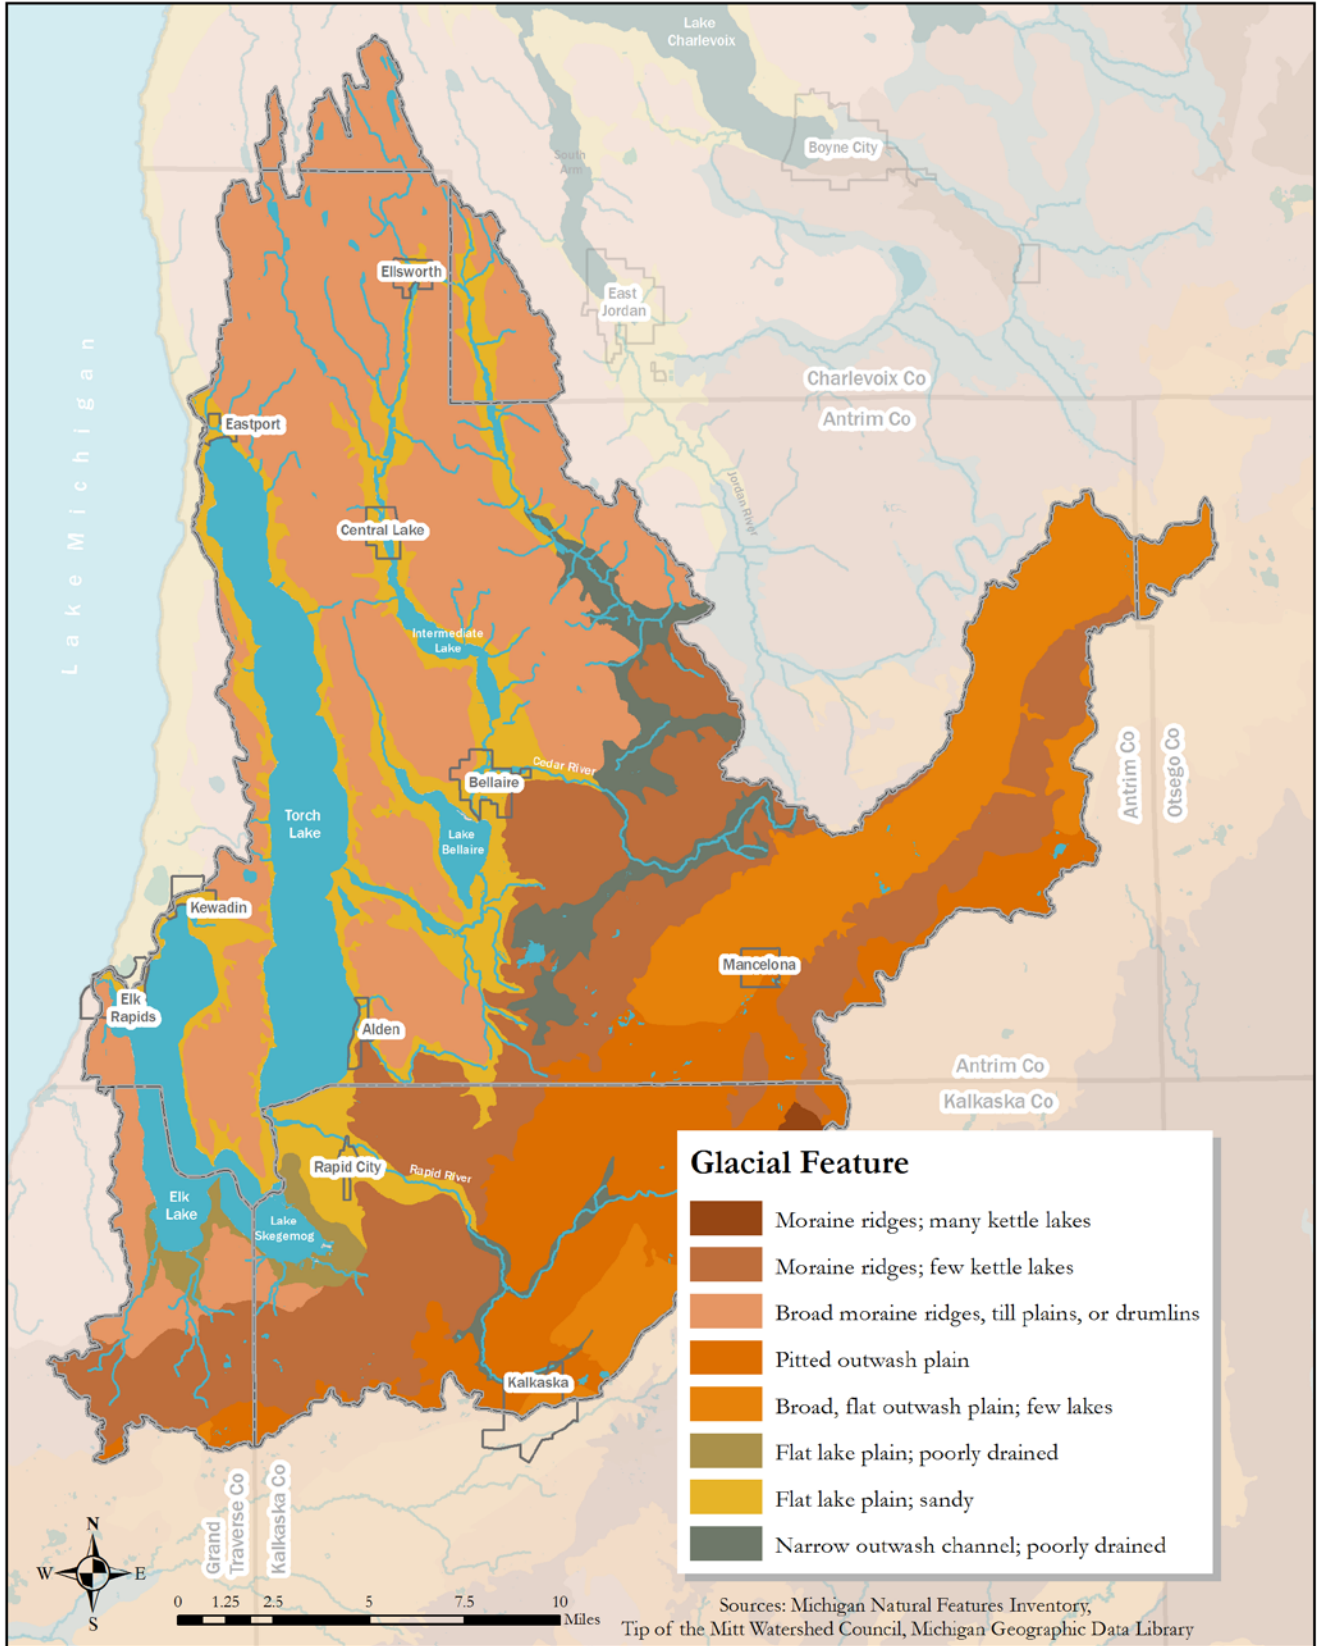 Lake
Charlevoix
Boyne City
South
Arm
Ellsworth
East
Jordan
Lake Michigan
Charlevoix Co
Antrim Co
Eastport
Jordan River
Central Lake
Intermediate
Lake
Antrim Co
Otsego Co
Cedar River
Bellaire
Torch
Lake
Lake
Bellaire
Kewadin
Mancelona
Elk
Rapids
Alden
Antrim Co
Kalkaska Co
Rapid City
Rapid River
Elk
Lake
Lake
Skegemog
Kalkaska
Glacial Feature
Moraine ridges; many kettle lakes
Moraine ridges; few kettle lakes
Broad moraine ridges, till plains, or drumlins
Pitted outwash plain
Broad, flat outwash plain; few lakes
Flat lake plain; poorly drained
Flat lake plain; sandy
Narrow outwash channel; poorly drained
Grand
Traverse Co
Kalkaska Co
N
W E
S
0 1.25 2.5 5 7.5 10
Miles
Sources: Michigan Natural Features Inventory,
Tip of the Mitt Watershed Council, Michigan Geographic Data Library